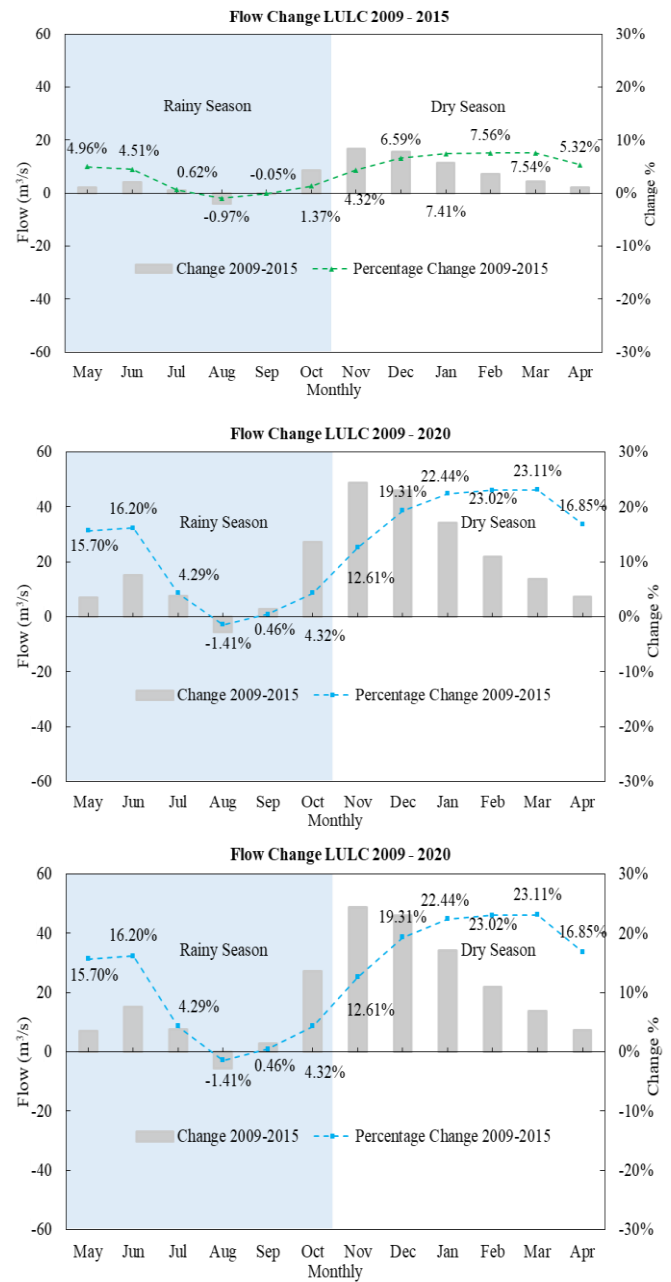 Flow Change LULC 2009 - 2015
60 30%
40 20%
Rainy Season Dry Season
20 4.96% 4.51% 0.62% -0.05% 6.59% 7.56% 7.54% 5.32% 10%
0 -0.97% 1.37% 4.32% 7.41% 0%
Flow (m³/s) Change %
-20 -10%
Change 2009-2015 Percentage Change 2009-2015
-40 -20%
-60 -30%
May Jun Jul Aug Sep Oct Nov Dec Jan Feb Mar Apr
Monthly
Flow Change LULC 2009 - 2020
60 30%
16.20% 19.31% 22.44% 23.02% 23.11% 16.85%
40 20%
15.70% Rainy Season Dry Season
20 4.29% 12.61% 10%
0 -1.41% 0.46% 4.32% 0%
Flow (m³/s) Change %
-20 -10%
Change 2009-2015 Percentage Change 2009-2015
-40 -20%
-60 -30%
May Jun Jul Aug Sep Oct Nov Dec Jan Feb Mar Apr
Monthly
Flow Change LULC 2009 - 2020
60 30%
16.20% 19.31% 22.44% 23.02% 23.11% 16.85%
40 20%
15.70% Rainy Season Dry Season
20 4.29% 12.61% 10%
0 -1.41% 0.46% 4.32% 0%
Flow (m³/s) Change %
-20 -10%
Change 2009-2015 Percentage Change 2009-2015
-40 -20%
-60 -30%
May Jun Jul Aug Sep Oct Nov Dec Jan Feb Mar Apr
Monthly